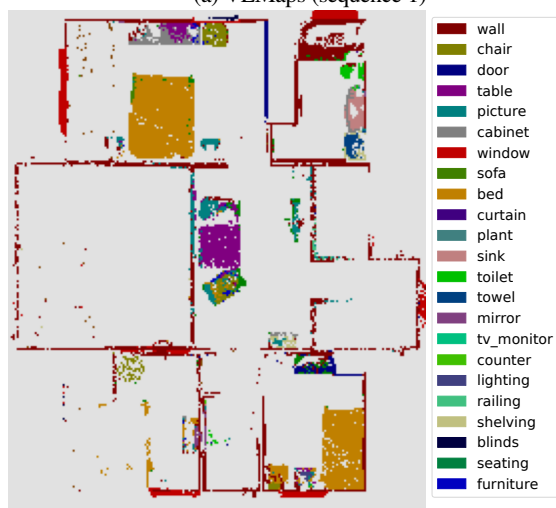 (a) VLMaps (sequence 1)
wall
chair
door
table
picture
cabinet
window
sofa
bed
curtain
plant
sink
toilet
towel
mirror
tv_monitor
counter
lighting
railing
shelving
blinds
seating
furniture